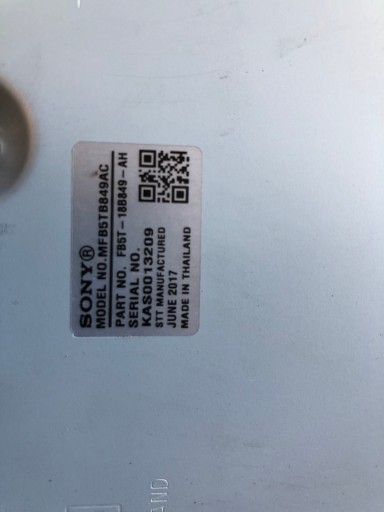 SONY®
MODEL NO.MFB5TB849AC
PART NO. FB5T-18B849-AH
SERIAL NO.
KAS0013209
STT MANUFACTURED
JUNE 2017
MADE IN THAILAND